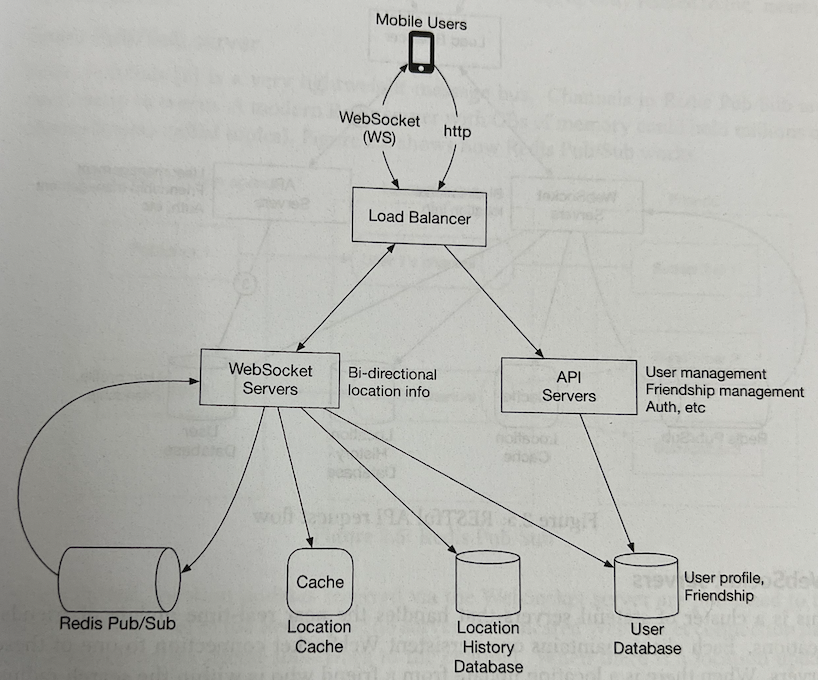 Mobile Users
WebSocket
(WS)
http
Load Balancer
WebSocket
Servers
Bi-directional
location info
API
Servers
User management
Friendship management
Auth, etc
Redis Pub/Sub
Cache
Location
Cache
Location
History
Database
User
Database
User profile,
Friendship